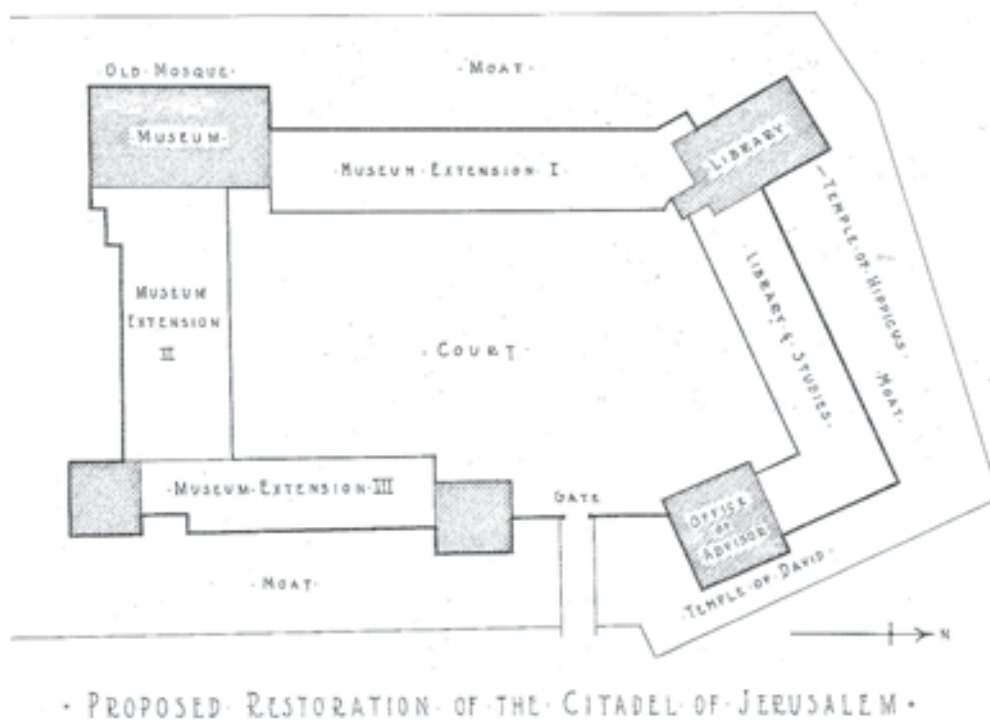 OLD · MOSQUE ·
· MOAT ·
· MUSEUM ·
LIBRARY
MUSEUM · EXTENSION I ·
— TEMPLE · OF · HIPPICUS ·
MUSEUM
EXTENSION
II
LIBRARY & STUDIES ·
· COURT ·
MOAT ·
· MUSEUM · EXTENSION III
GATE
OFFICE
OF
ADVISOR
· MOAT ·
· TEMPLE · OF · DAVID ·
N
· PROPOSED · RESTORATION · OF · THE · CITADEL · OF · JERUSALEM ·